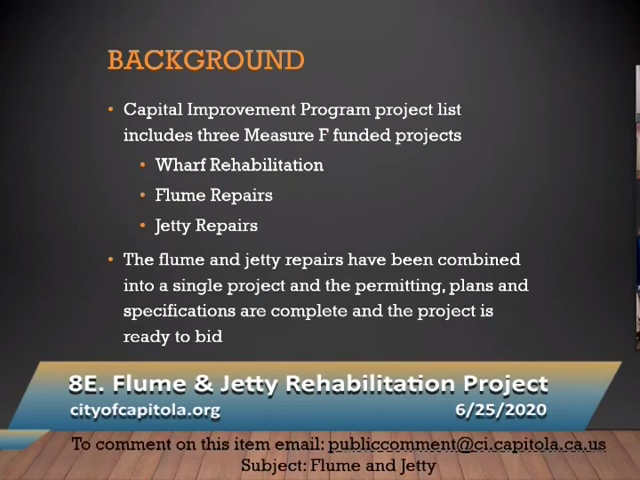 BACKGROUND
• Capital Improvement Program project list
includes three Measure F funded projects
• Wharf Rehabilitation
• Flume Repairs
• Jetty Repairs
• The flume and jetty repairs have been combined
into a single project and the permitting, plans and
specifications are complete and the project is
ready to bid
8E. Flume & Jetty Rehabilitation Project
cityofcapitola.org 6/25/2020
To comment on this item email: publiccomment@ci.capitola.ca.us
Subject: Flume and Jetty